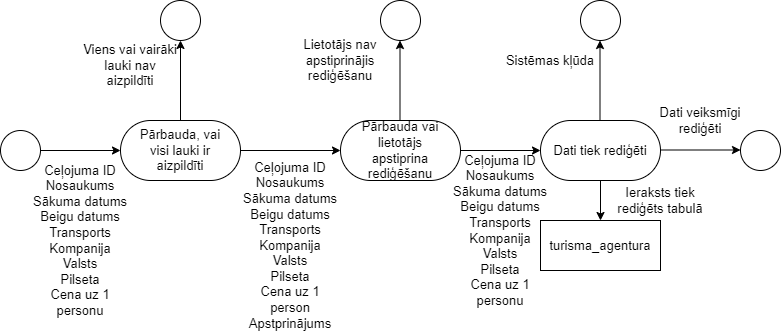 Viens vai vairāki
lauki nav
aizpildīti
Lietotājs nav
apstiprinājis
rediģēšanu
Sistēmas kļūda
Pārbauda, vai
visi lauki ir
aizpildīti
Pārbauda vai
lietotājs
apstiprina
rediģēšanu
Dati tiek rediģēti
Dati veiksmīgi
rediģēti
Ceļojuma ID
Nosaukums
Sākuma datums
Beigu datums
Transports
Kompanija
Valsts
Pilseta
Cena uz 1
personu
Ceļojuma ID
Nosaukums
Sākuma datums
Beigu datums
Transports
Kompanija
Valsts
Pilseta
Cena uz 1
person
Apstprinājums
Ceļojuma ID
Nosaukums
Sākuma datums
Beigu datums
Transports
Kompanija
Valsts
Pilseta
Cena uz 1
personu
Ieraksts tiek
rediģēts tabulā
turisma_agentura